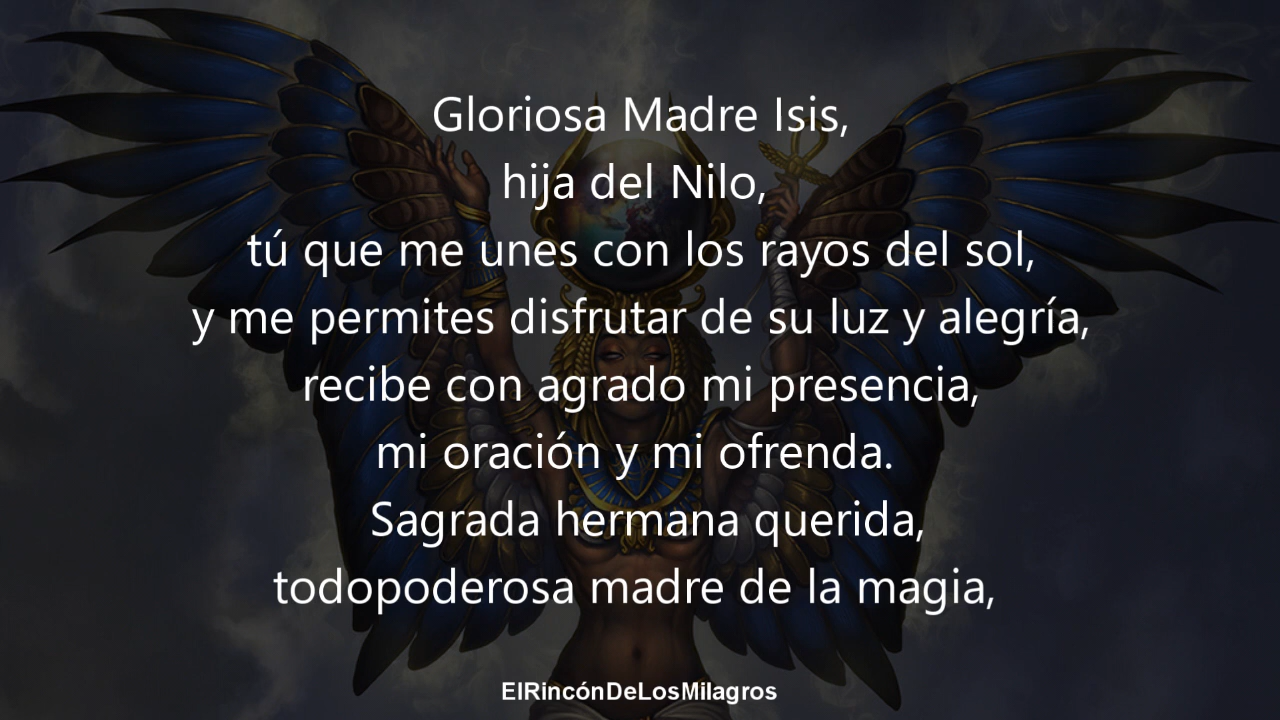 Gloriosa Madre Isis,
hija del Nilo,
tú que me unes con los rayos del sol,
y me permites disfrutar de su luz y alegría,
recibe con agrado mi presencia,
mi oración y mi ofrenda.
Sagrada hermana querida,
todopoderosa madre de la magia,
ElRincónDeLosMilagros